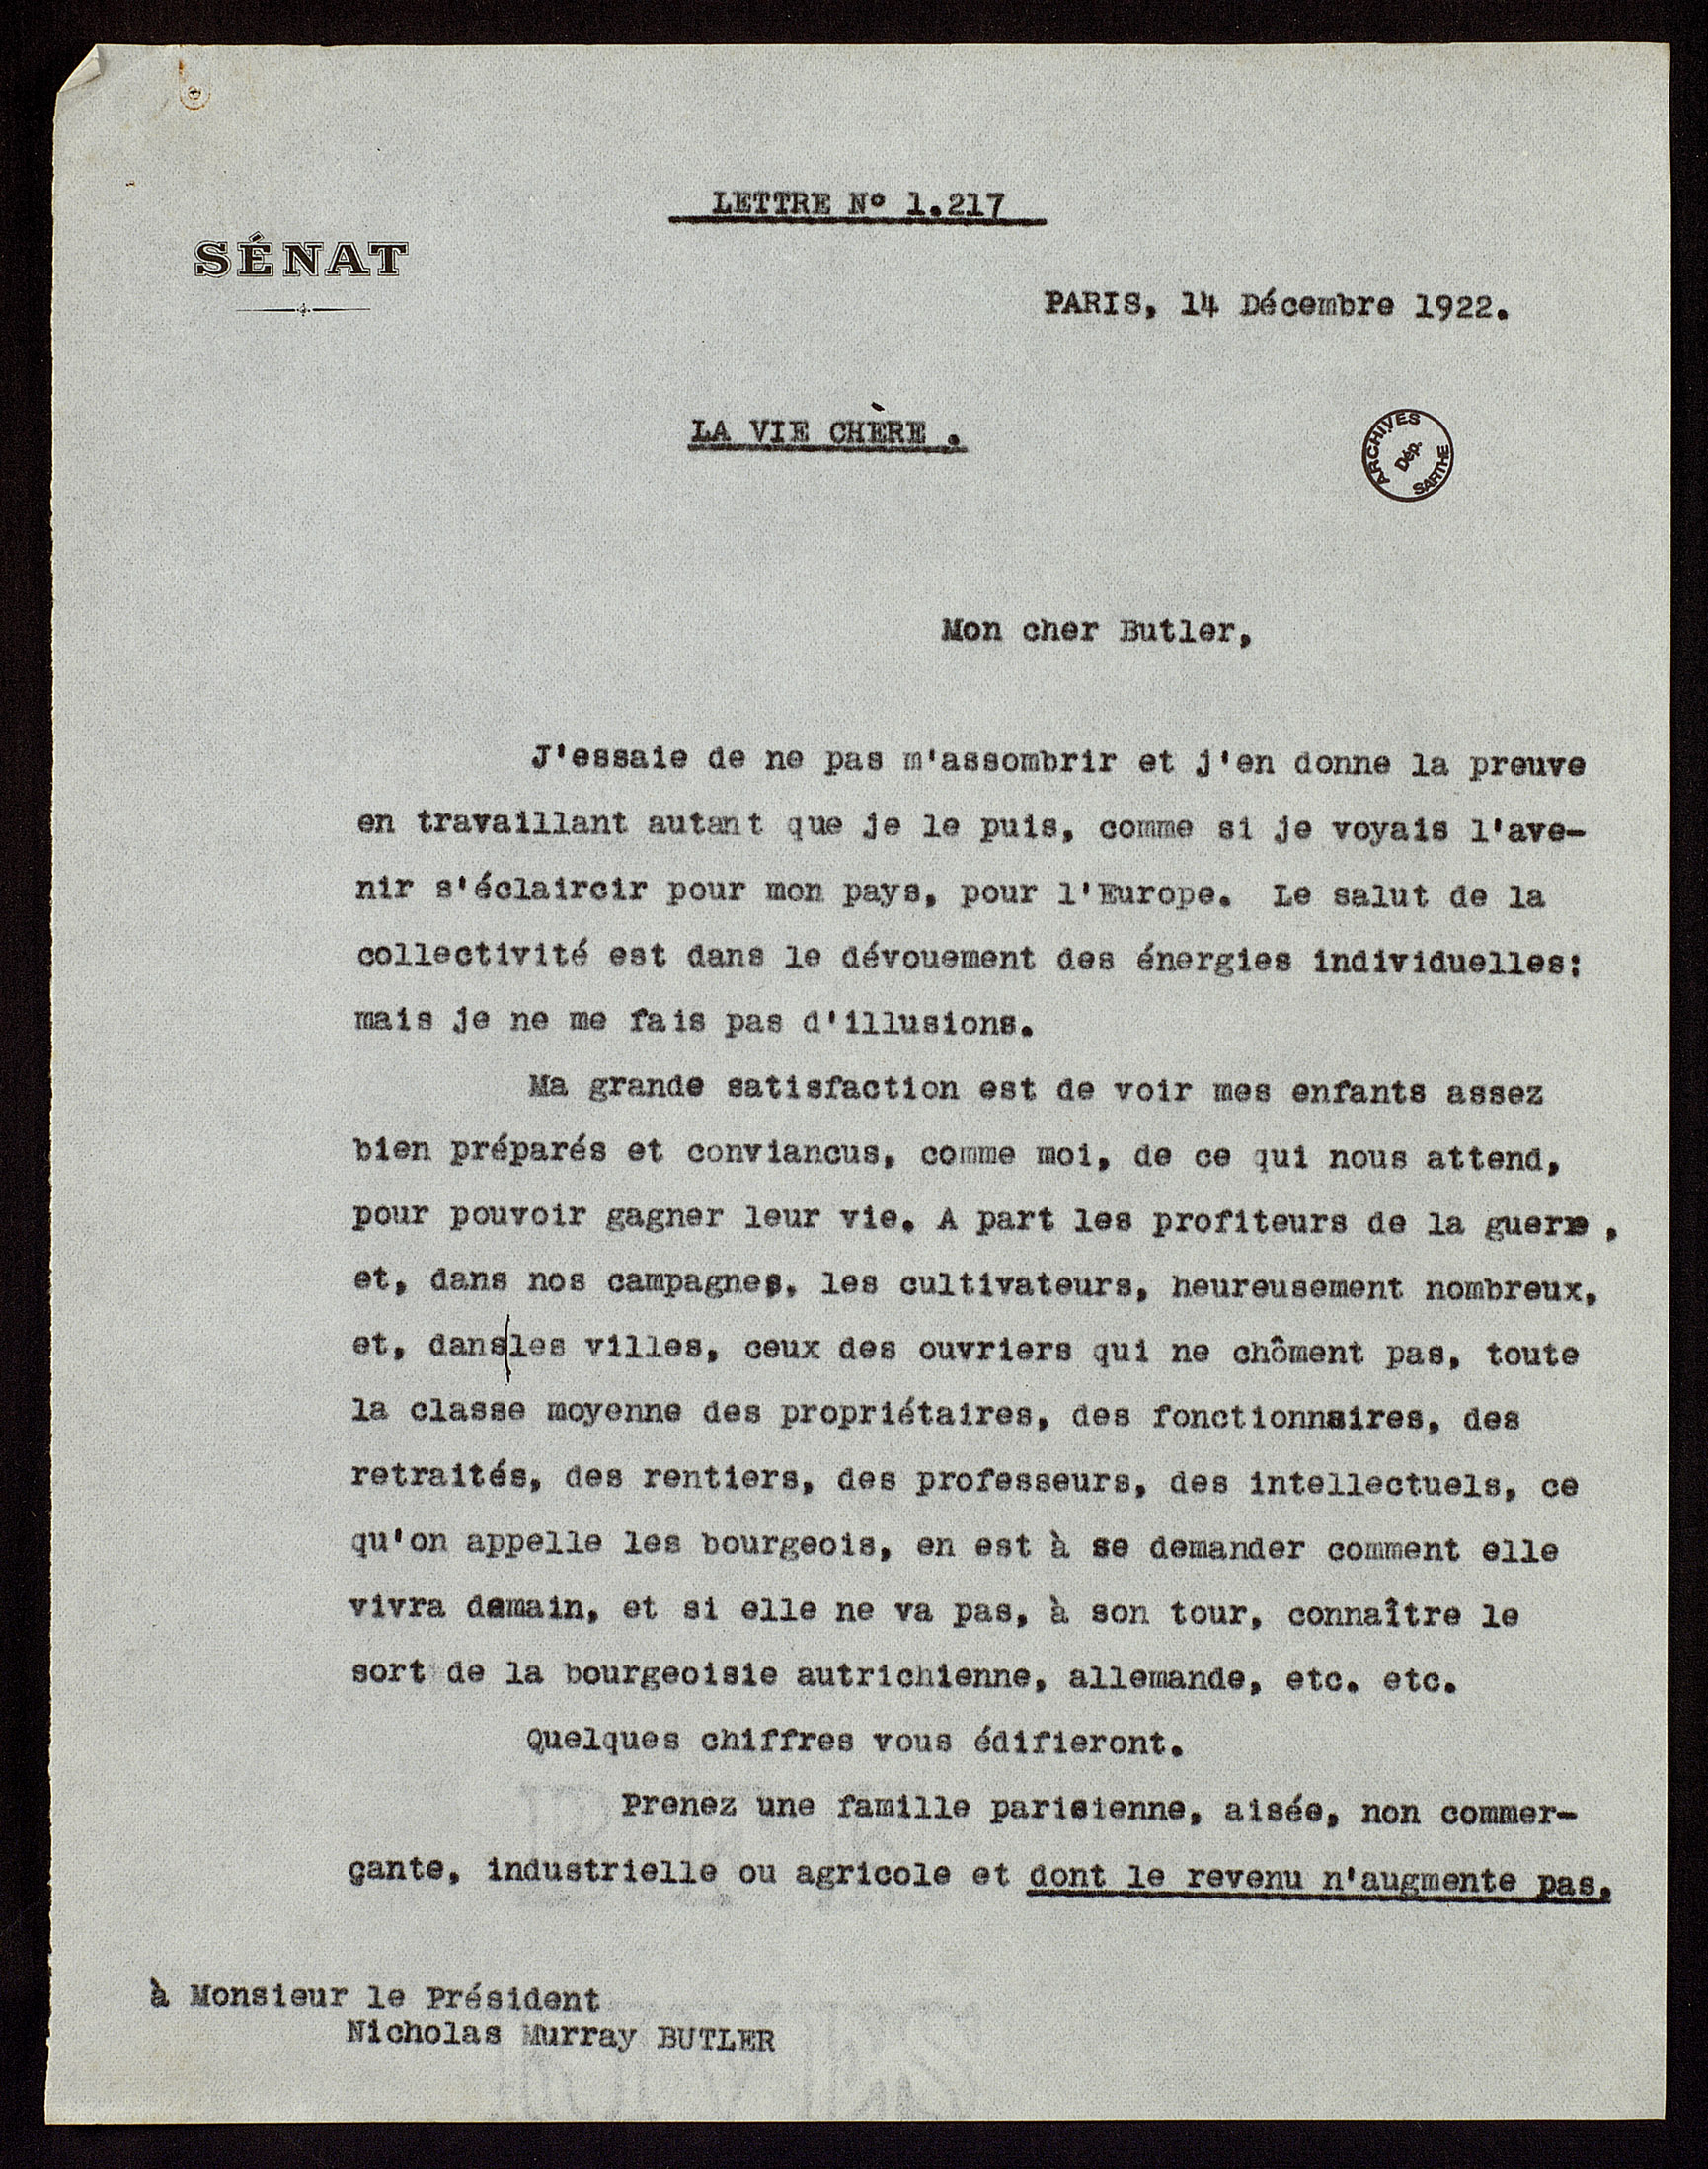 LETTRE N° 1.217
SÉNAT
PARIS, 14 Décembre 1922.
LA VIE CHÈRE .
ARCHIVES
Dép.
SARTHE
Mon cher Butler,
J'essaie de ne pas m'assombrir et j'en donne la preuve
en travaillant autant que je le puis, comme si je voyais l'ave-
nir s'éclaircir pour mon pays, pour l'Europe. Le salut de la
collectivité est dans le dévouement des énergies individuelles;
mais je ne me fais pas d'illusions.
Ma grande satisfaction est de voir mes enfants assez
bien préparés et conviancus, comme moi, de ce qui nous attend,
pour pouvoir gagner leur vie. A part les profiteurs de la guerre ,
et, dans nos campagnes, les cultivateurs, heureusement nombreux,
et, dans|les villes, ceux des ouvriers qui ne chôment pas, toute
la classe moyenne des propriétaires, des fonctionnaires, des
retraités, des rentiers, des professeurs, des intellectuels, ce
qu'on appelle les bourgeois, en est à se demander comment elle
vivra demain, et si elle ne va pas, à son tour, connaître le
sort de la bourgeoisie autrichienne, allemande, etc. etc.
Quelques chiffres vous édifieront.
Prenez une famille parisienne, aisée, non commer-
çante, industrielle ou agricole et dont le revenu n'augmente pas.
à Monsieur le Président
Nicholas Murray BUTLER